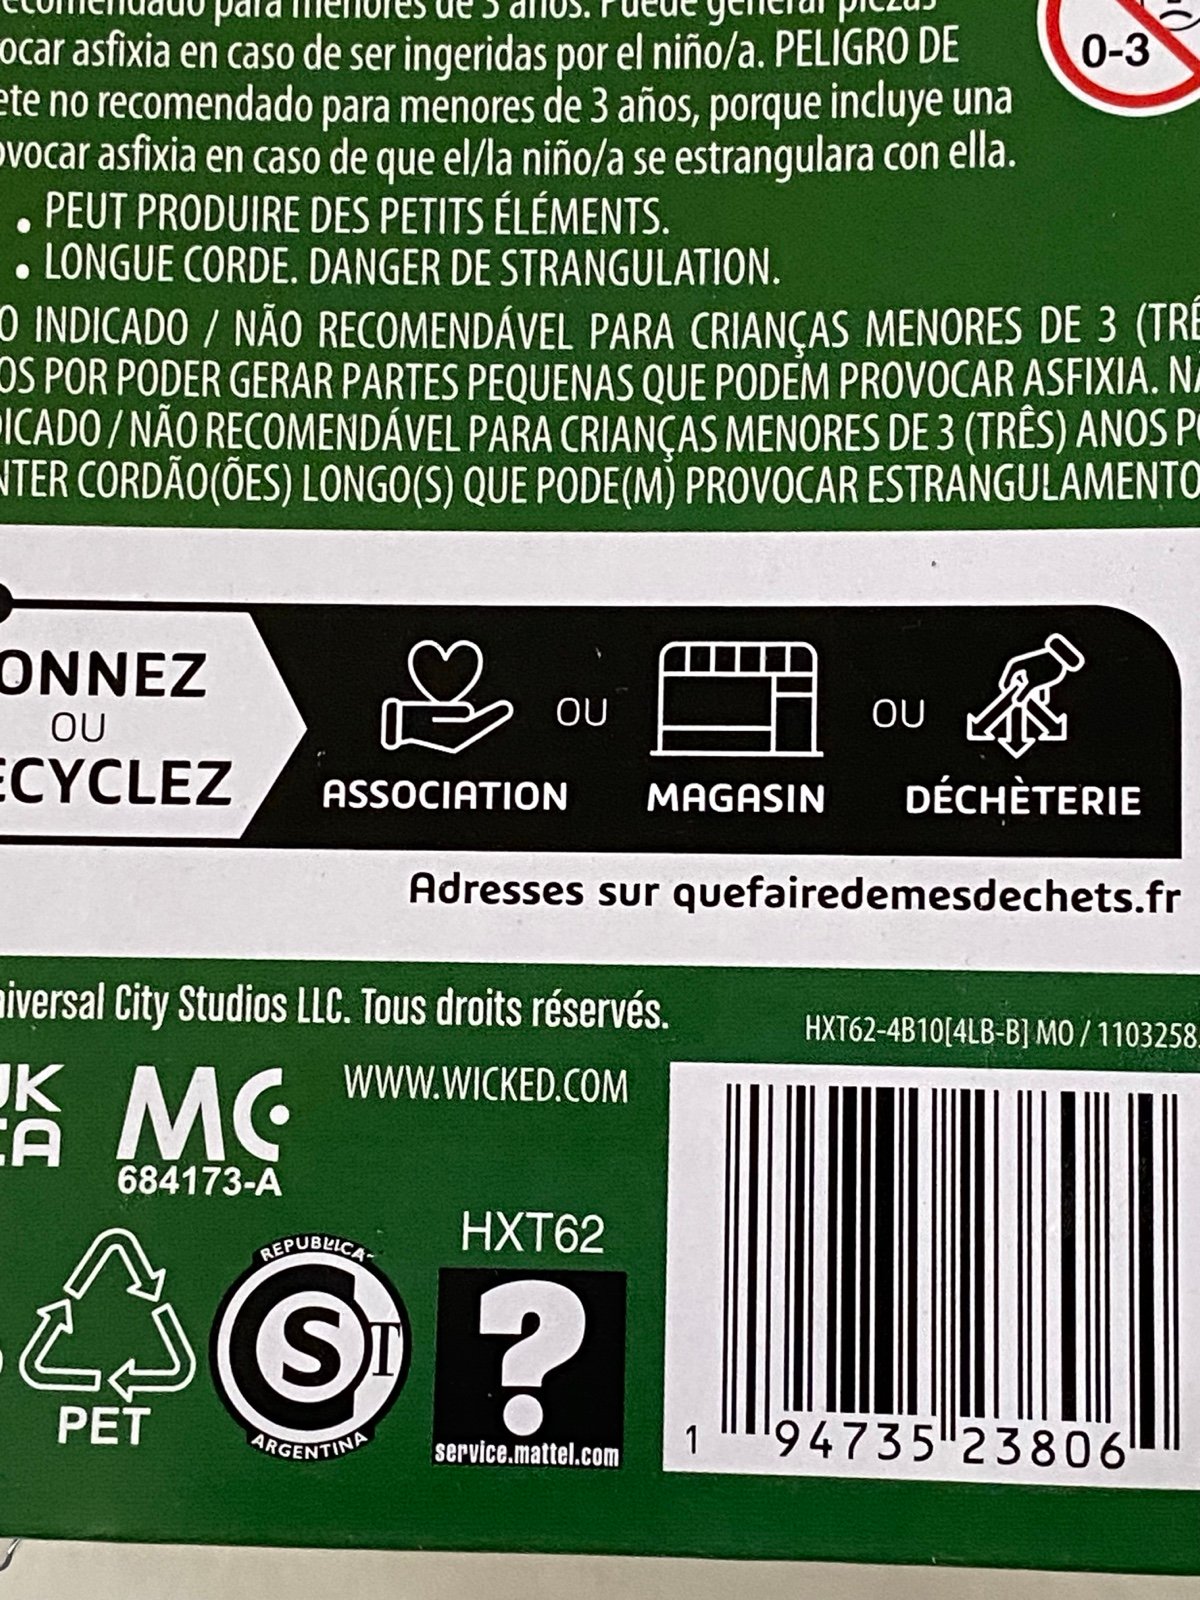 para menores de 3 años. Puede generar piezas
asfixia en caso de ser ingeridas por el niño/a. PELIGRO DE
no recomendado para menores de 3 años, porque incluye una
asfixia en caso de que el/la niño/a se estrangulara con ella.
0-3
• PEUT PRODUIRE DES PETITS ÉLÉMENTS.
• LONGUE CORDE. DANGER DE STRANGULATION.
INDICADO / NÃO RECOMENDÁVEL PARA CRIANÇAS MENORES DE 3 (TRÊ
OS POR PODER GERAR PARTES PEQUENAS QUE PODEM PROVOCAR ASFIXIA.
ICADO / NÃO RECOMENDÁVEL PARA CRIANÇAS MENORES DE 3 (TRÊS) ANOS
NTER CORDÃO(ÕES) LONGO(S) QUE PODE(M) PROVOCAR ESTRANGULAMENTO
ONNEZ
OU
ECYCLEZ
OU
OU
ASSOCIATION
MAGASIN
DÉCHÈTERIE
Adresses sur quefairedemesdechets.fr
iversal City Studios LLC. Tous droits réservés.
HXT62-4B10[4LB-B] MO / 1103258
UK
CA
MC
684173-A
WWW.WICKED.COM
PET
REPUBLICA
S
T
ARGENTINA
HXT62
?
service.mattel.com
1 94735 23806